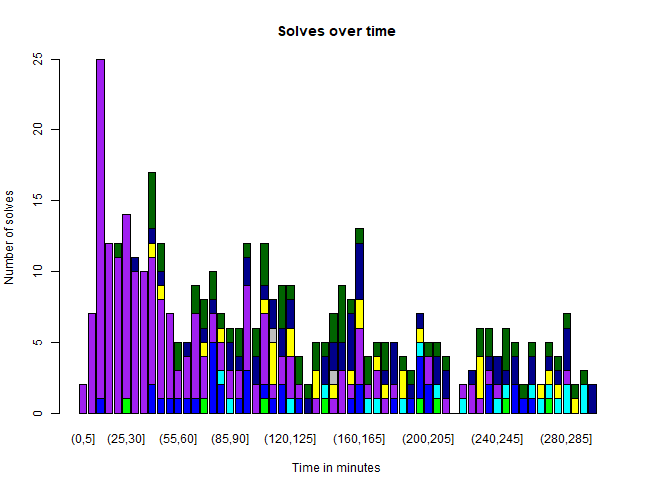 Solves over time
Number of solves
25
20
15
10
5
0
(0,5] (25,30] (55,60] (85,90] (120,125] (160,165] (200,205] (240,245] (280,285]
Time in minutes